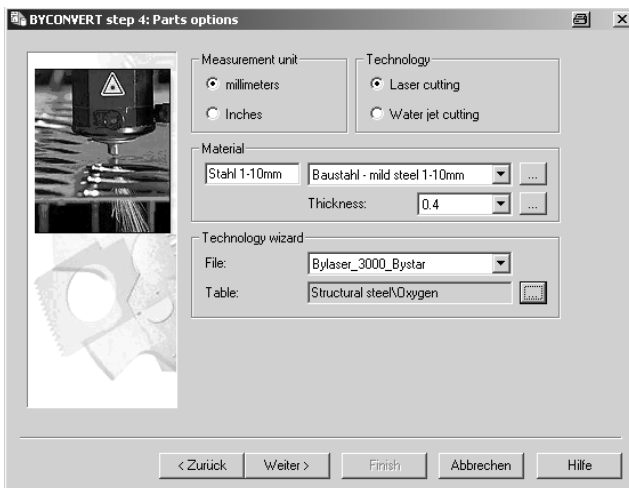 BYCONVERT step 4: Parts options
Measurement unit
millimeters
Inches
Technology
Laser cutting
Water jet cutting
Material
Stahl 1-10mm
Baustahl - mild steel 1-10mm
...
Thickness:
0.4
...
Technology wizard
File:
Bylaser_3000_Bystar
Table:
Structural steel\Oxygen
...
< Zurück
Weiter >
Finish
Abbrechen
Hilfe